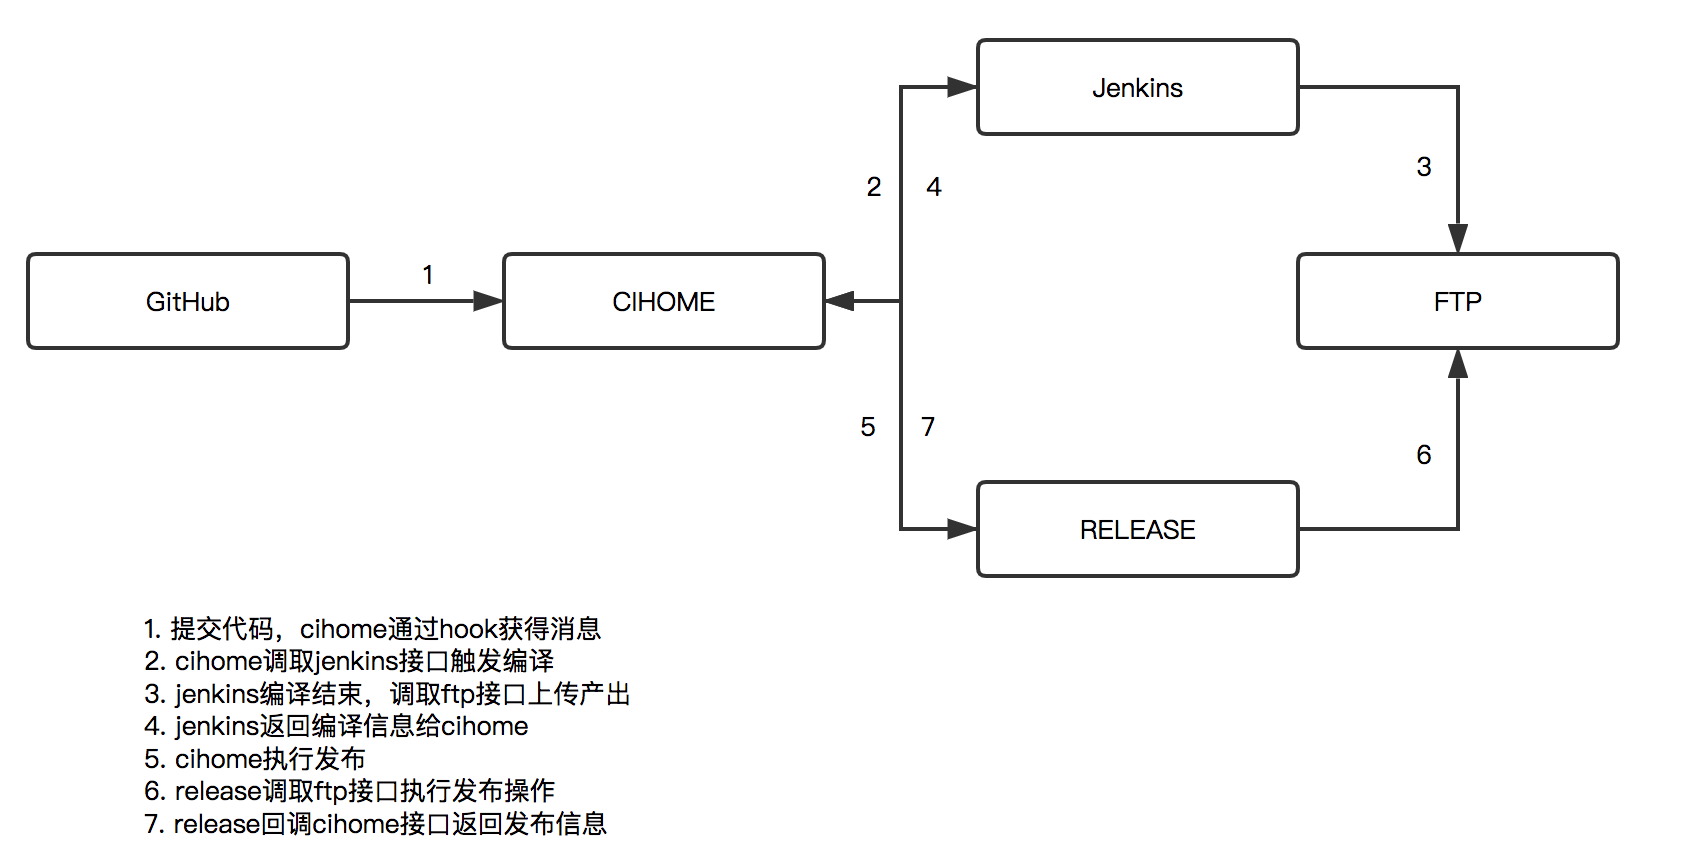 Jenkins
2
4
3
GitHub
1
CIHOME
FTP
5
7
6
RELEASE
1. 提交代码，cihome通过hook获得消息
2. cihome调取jenkins接口触发编译
3. jenkins编译结束，调取ftp接口上传产出
4. jenkins返回编译信息给cihome
5. cihome执行发布
6. release调取ftp接口执行发布操作
7. release回调cihome接口返回发布信息